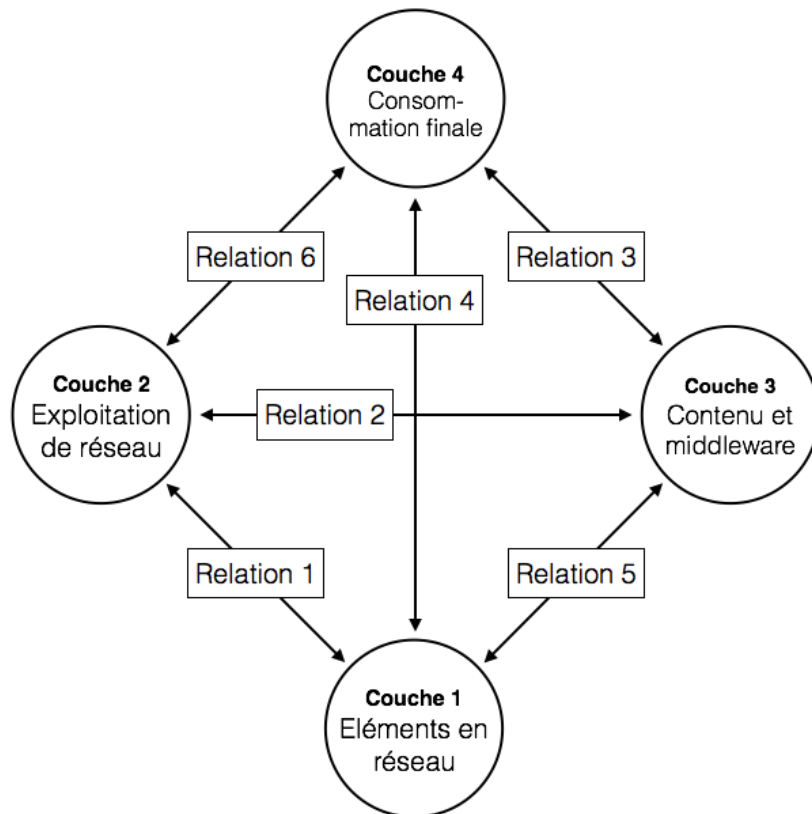 Couche 4
Consom-
mation finale
Relation 6
Relation 3
Relation 4
Couche 2
Exploitation
de réseau
Relation 2
Couche 3
Contenu et
middleware
Relation 1
Relation 5
Couche 1
Eléments en
réseau